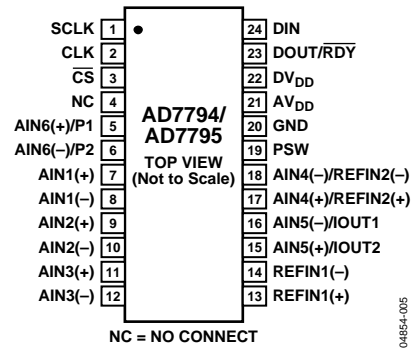 SCLK 1 24 DIN
CLK 2 23 DOUT/RDY
CS 3 22 DVDD
NC 4 21 AVDD
AIN6(+)/P1 5 20 GND
AIN6(–)/P2 6 19 PSW
AIN1(+) 7 18 AIN4(–)/REFIN2(–)
AIN1(–) 8 17 AIN4(+)/REFIN2(+)
AIN2(+) 9 16 AIN5(–)/IOUT1
AIN2(–) 10 15 AIN5(+)/IOUT2
AIN3(+) 11 14 REFIN1(–)
AIN3(–) 12 13 REFIN1(+)
AD7794/
AD7795
TOP VIEW
(Not to Scale)
NC = NO CONNECT
04854-005